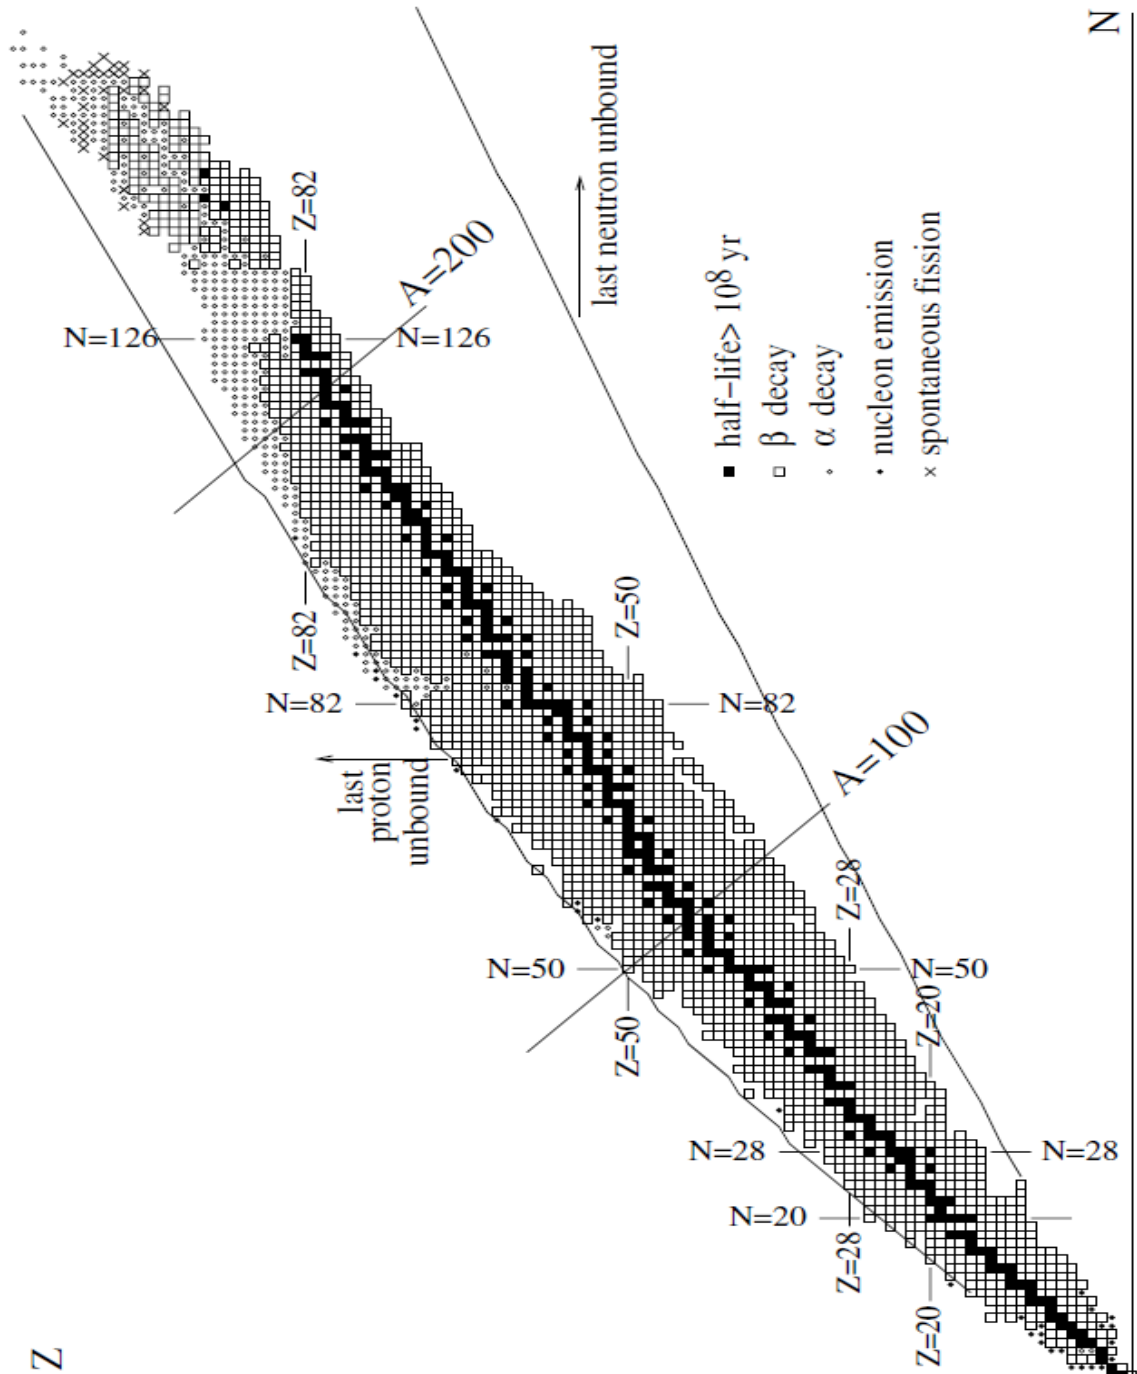 Z
Z=82
A=200
N=126
N=126
last neutron unbound
Z=82
N=82
N=82
last
proton
unbound
Z=50
A=100
N=50
N=50
Z=50
Z=28
Z=20
N=28
N=28
N=20
Z=28
Z=20
half-life> 10⁸ yr
β decay
α decay
nucleon emission
spontaneous fission
N